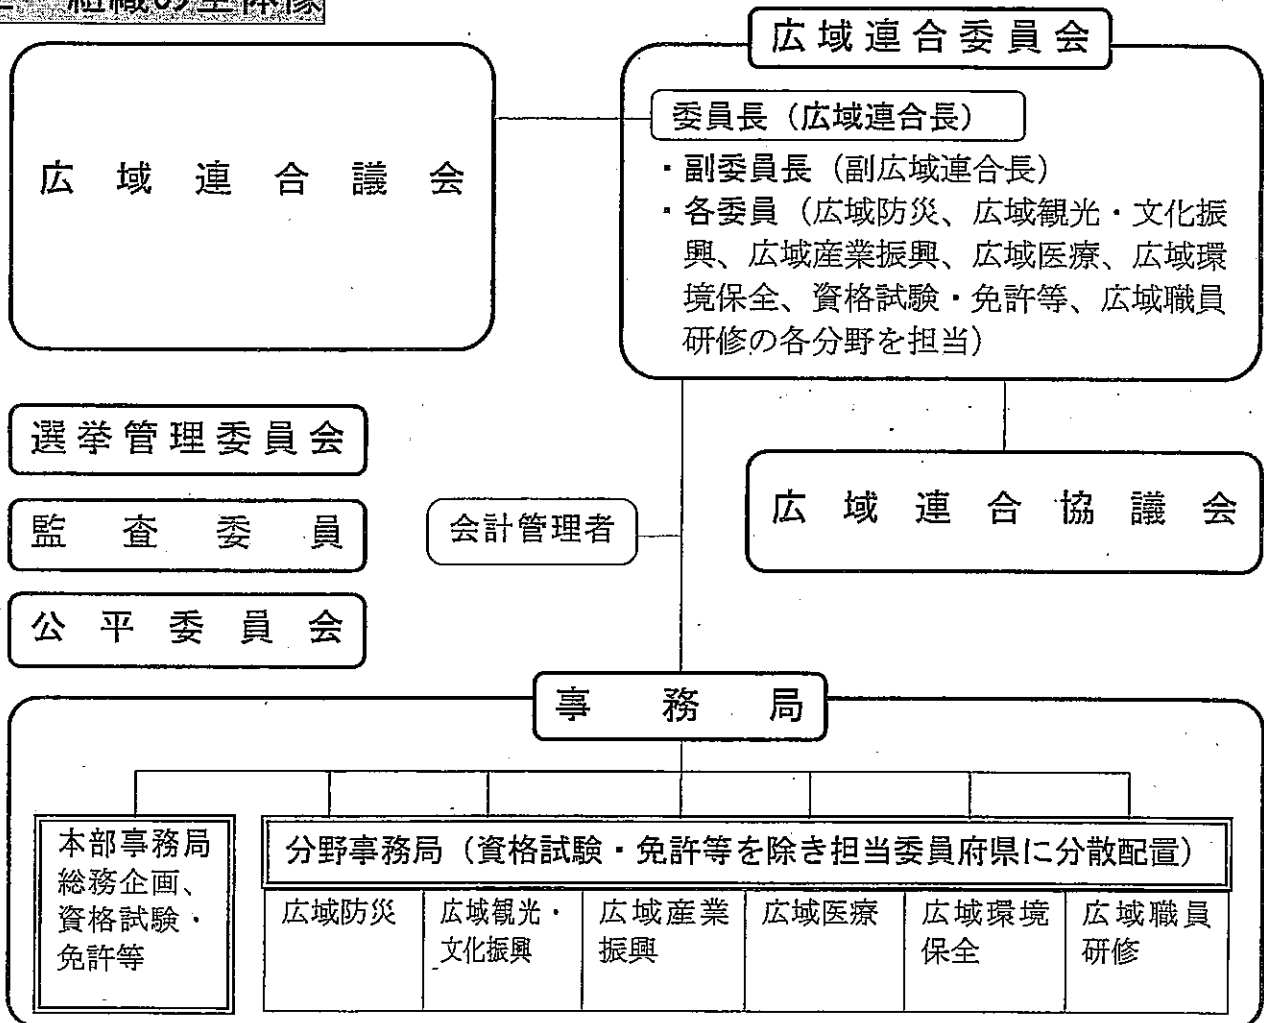 組織の全体像
広域連合委員会
広域連合議会
委員長（広域連合長）
・副委員長（副広域連合長）
・各委員（広域防災、広域観光・文化振
興、広域産業振興、広域医療、広域環
境保全、資格試験・免許等、広域職員
研修の各分野を担当）
選挙管理委員会
監査委員
公平委員会
会計管理者
広域連合協議会
事務局
本部事務局
総務企画、
資格試験・
免許等
分野事務局（資格試験・免許等を除き担当委員府県に分散配置）
広域防災
広域観光・
文化振興
広域産業
振興
広域医療
広域環境
保全
広域職員
研修